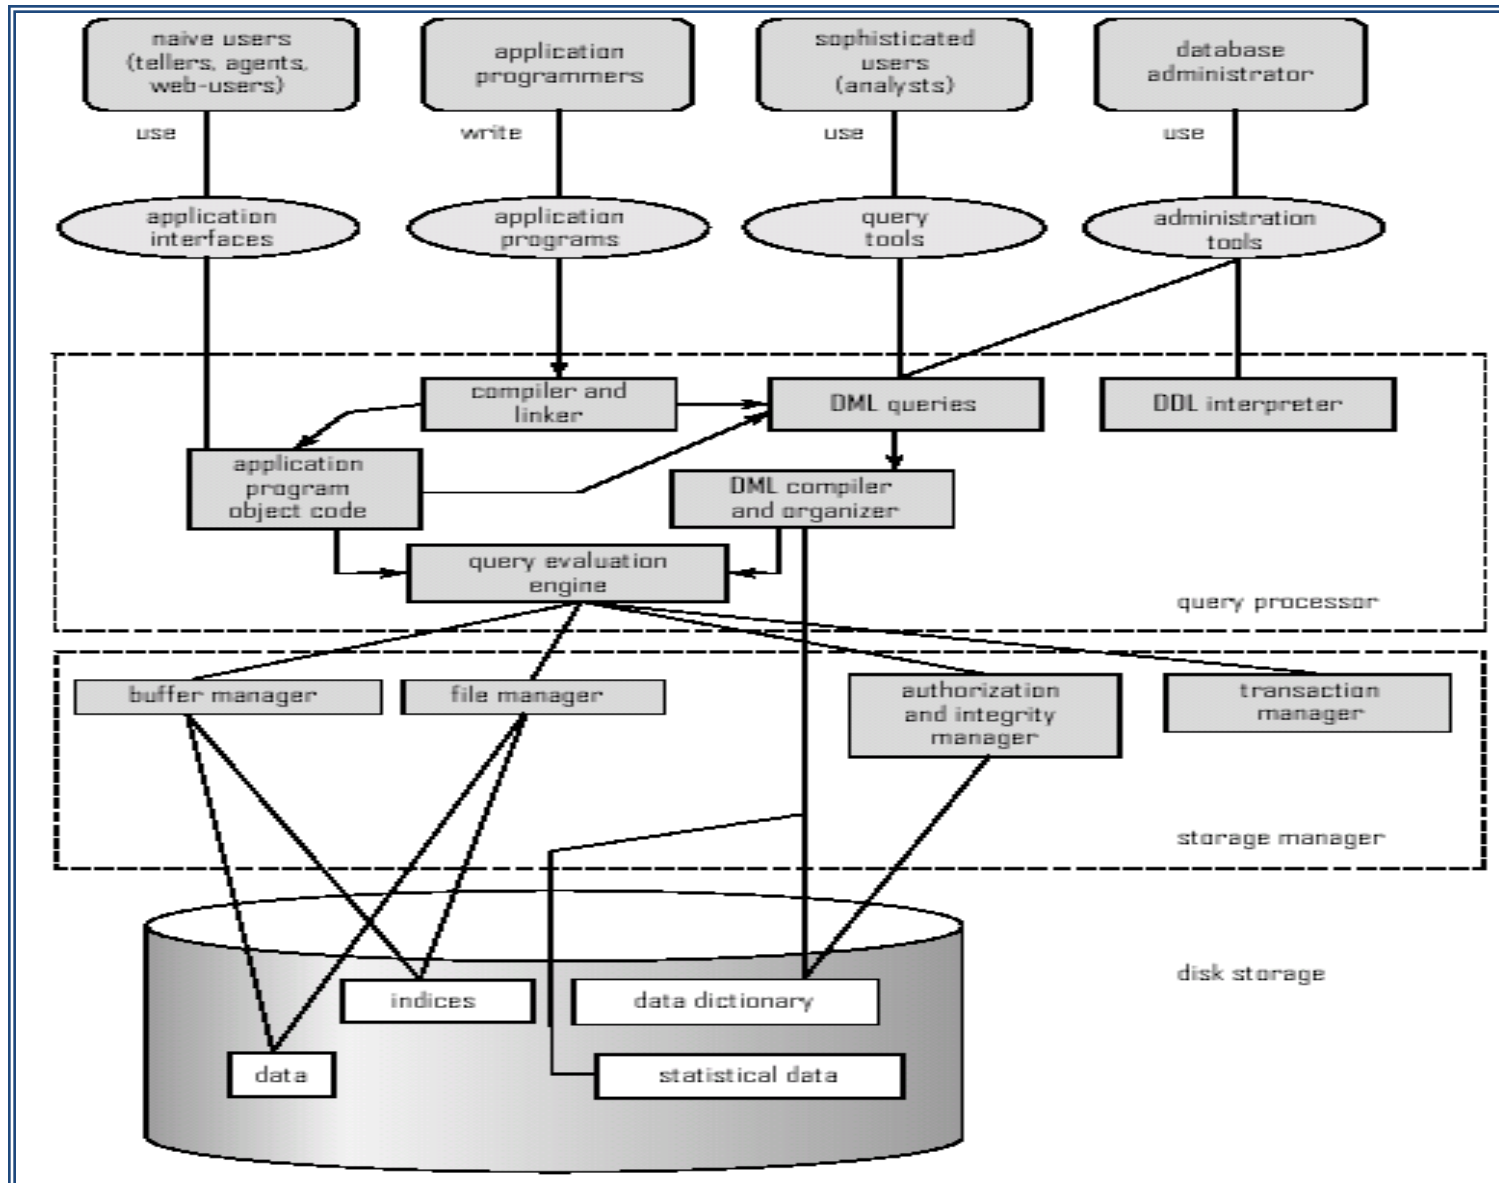 naive users
(tellers, agents,
web-users)
application
programmers
sophisticated
users
(analysts)
database
administrator
use
write
use
use
application
interfaces
application
programs
query
tools
administration
tools
compiler and
linker
DML queries
DDL interpreter
application
program
object code
DML compiler
and organizer
query evaluation
engine
query processor
buffer manager
file manager
authorization
and integrity
manager
transaction
manager
storage manager
disk storage
indices
data dictionary
data
statistical data